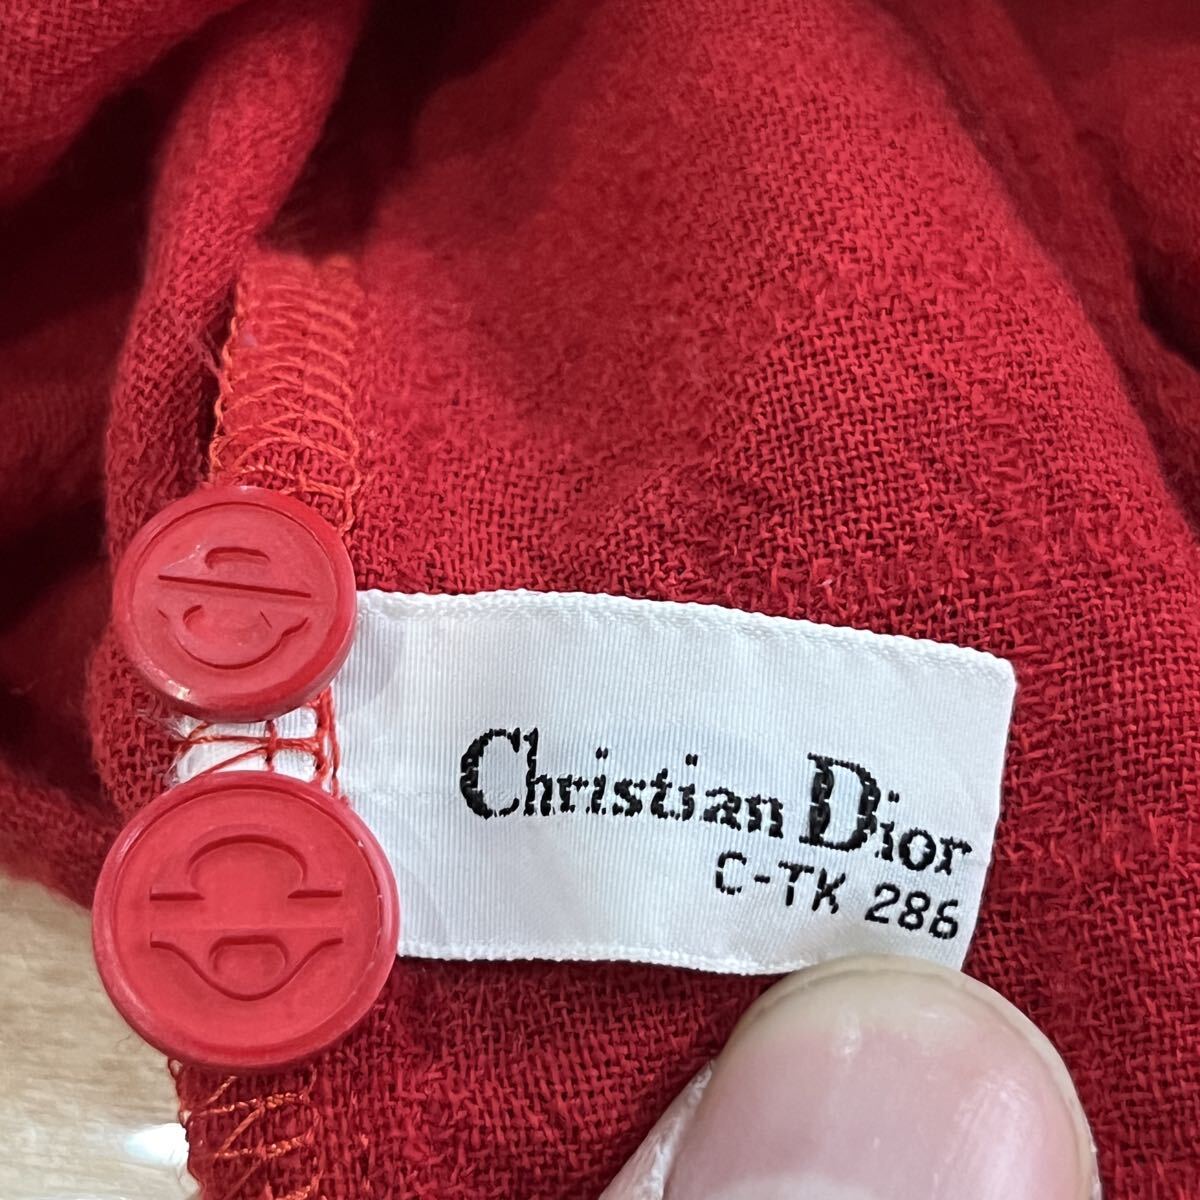 Christian Dior
C-TK 286